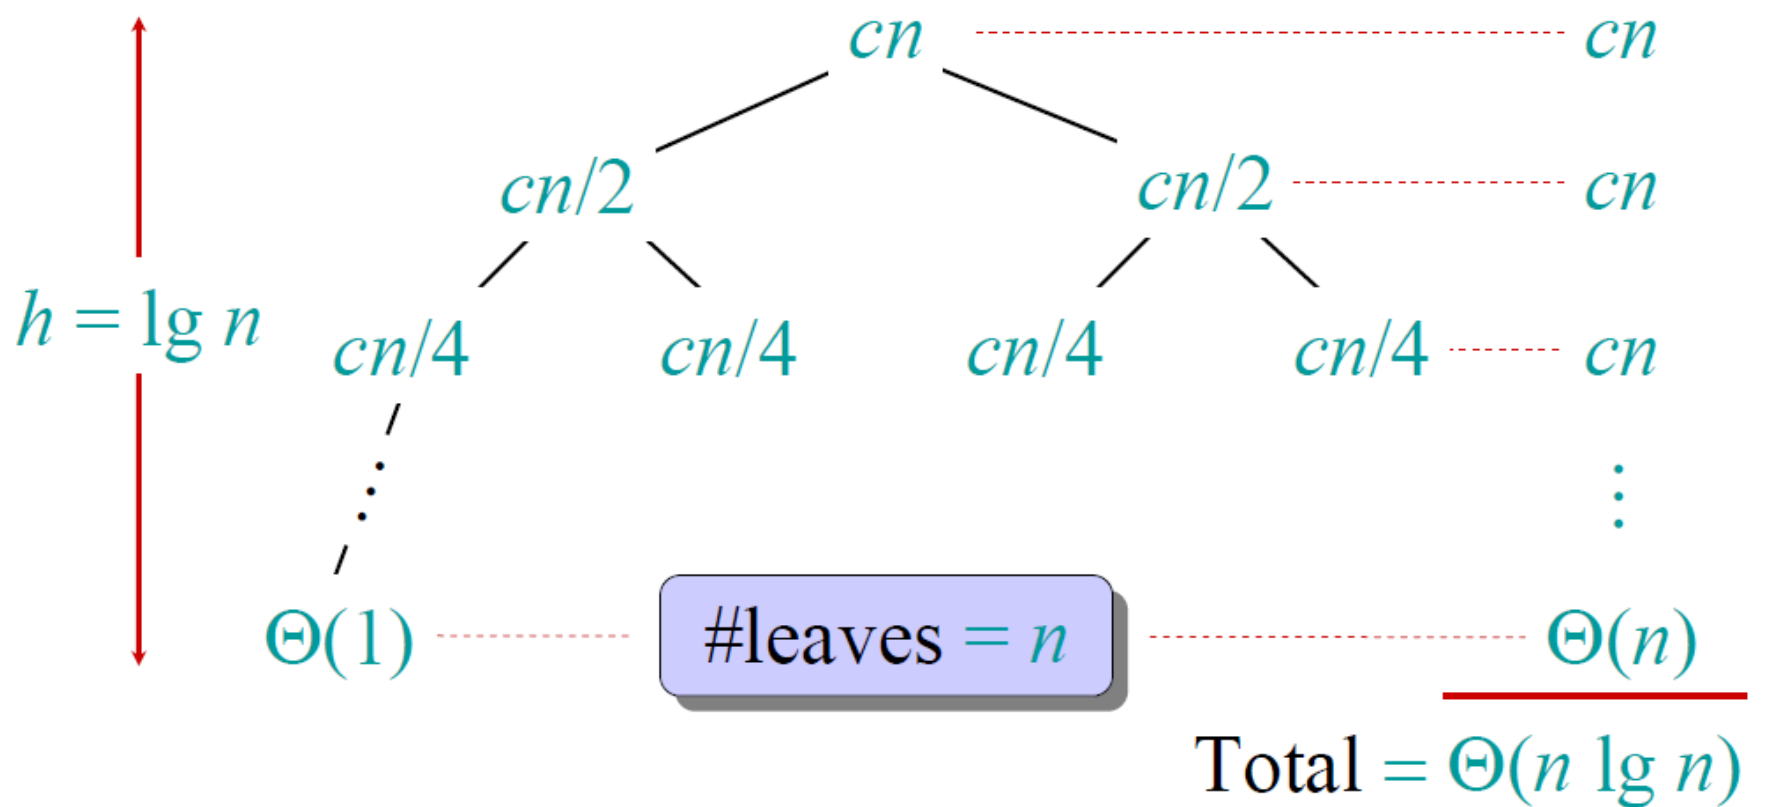 cn cn
cn/2 cn/2 cn
h = lg n
cn/4 cn/4 cn/4 cn/4 cn
Θ(1) #leaves = n Θ(n)
Total = Θ(n lg n)